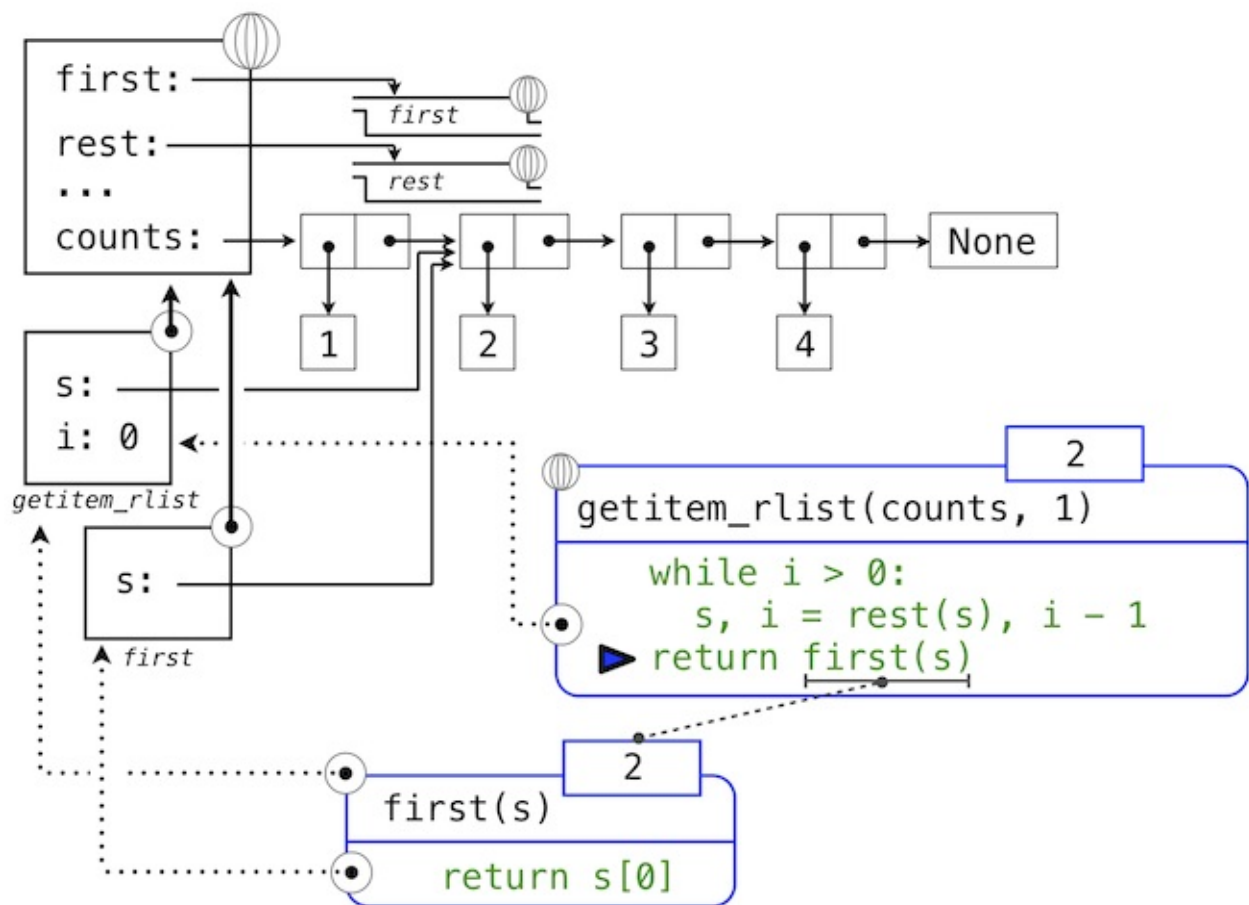 first:
first
rest:
rest
...
counts:
None
1
2
3
4
s:
i: 0
getitem_rlist
2
getitem_rlist(counts, 1)
s:
first
while i > 0:
s, i = rest(s), i - 1
return first(s)
2
first(s)
return s[0]